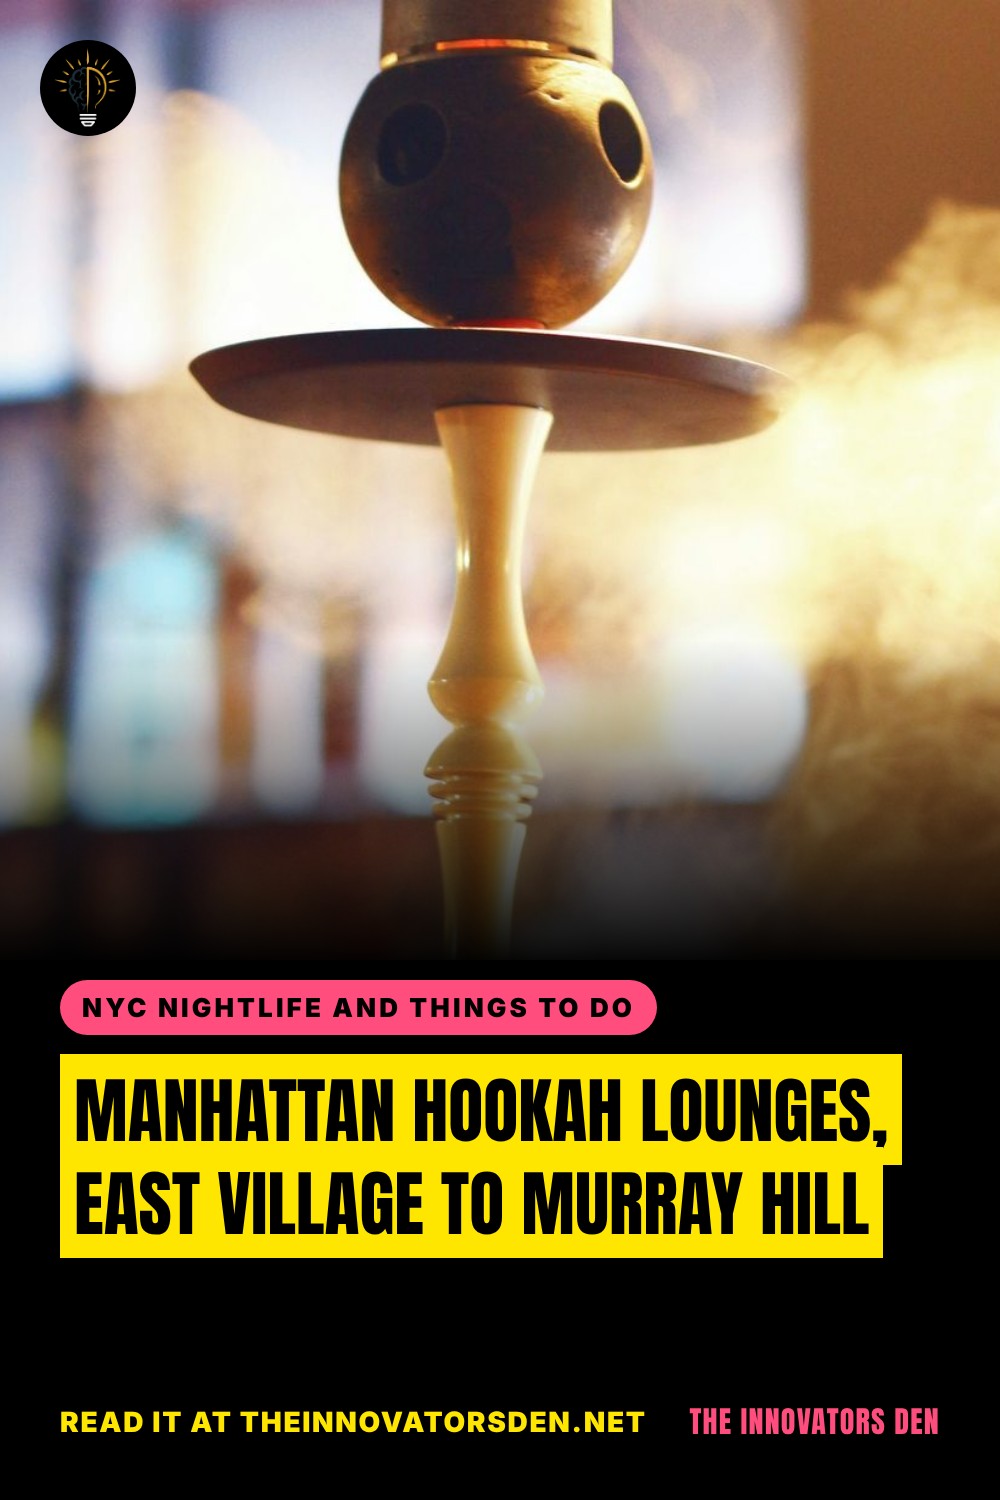 NYC NIGHTLIFE AND THINGS TO DO
MANHATTAN HOOKAH LOUNGES,
EAST VILLAGE TO MURRAY HILL
READ IT AT THEINNOVATORSDEN.NET
THE INNOVATORS DEN